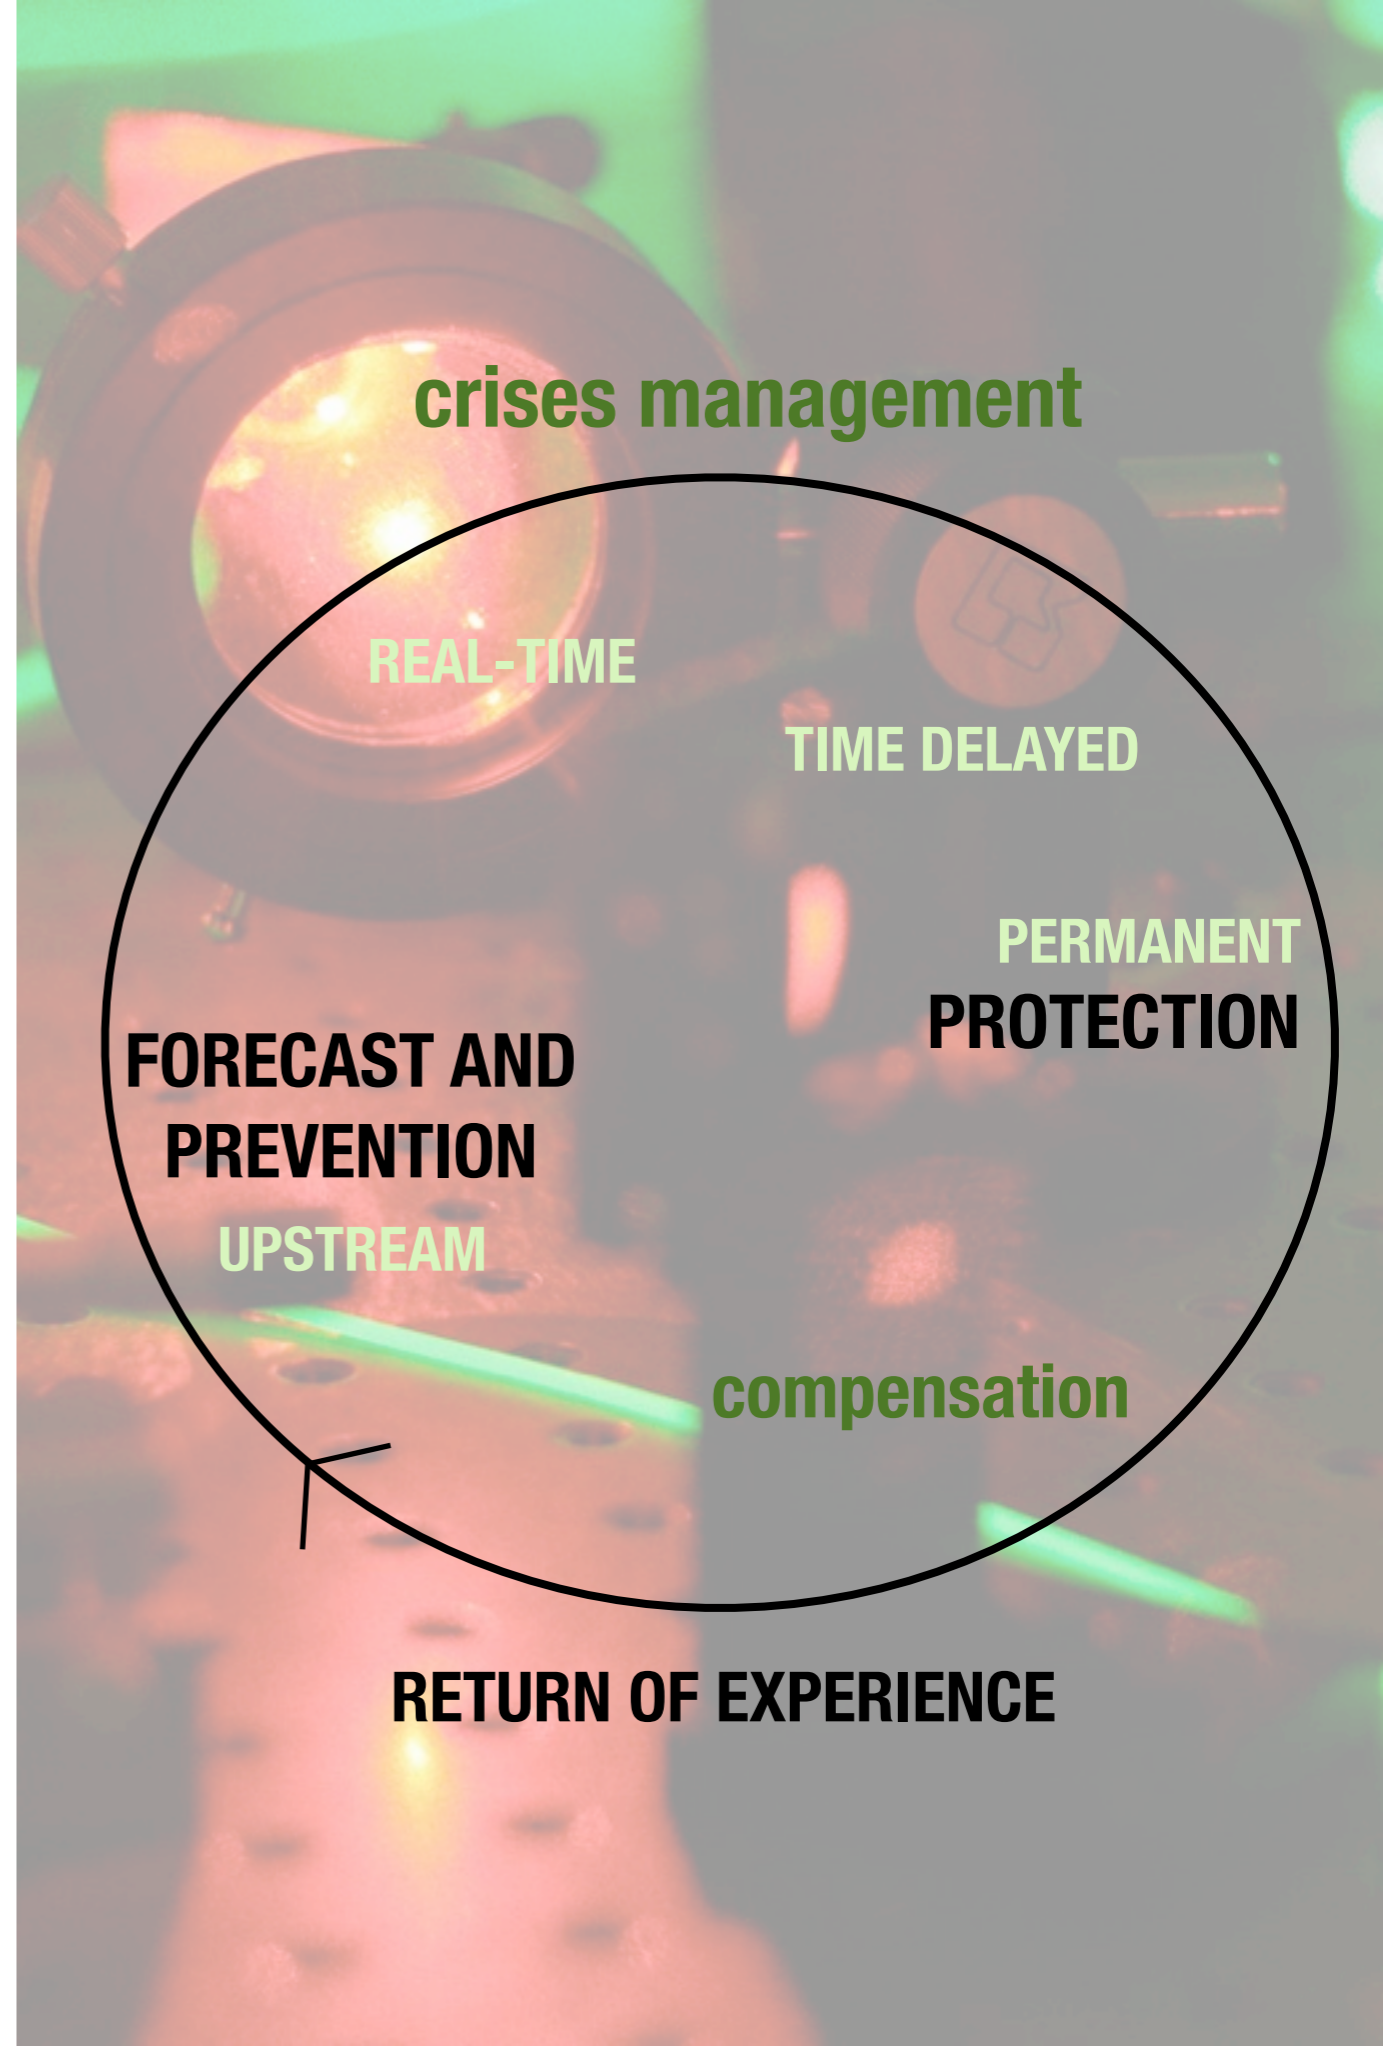 crises management
REAL-TIME
TIME DELAYED
PERMANENT
PROTECTION
FORECAST AND
PREVENTION
UPSTREAM
compensation
RETURN OF EXPERIENCE